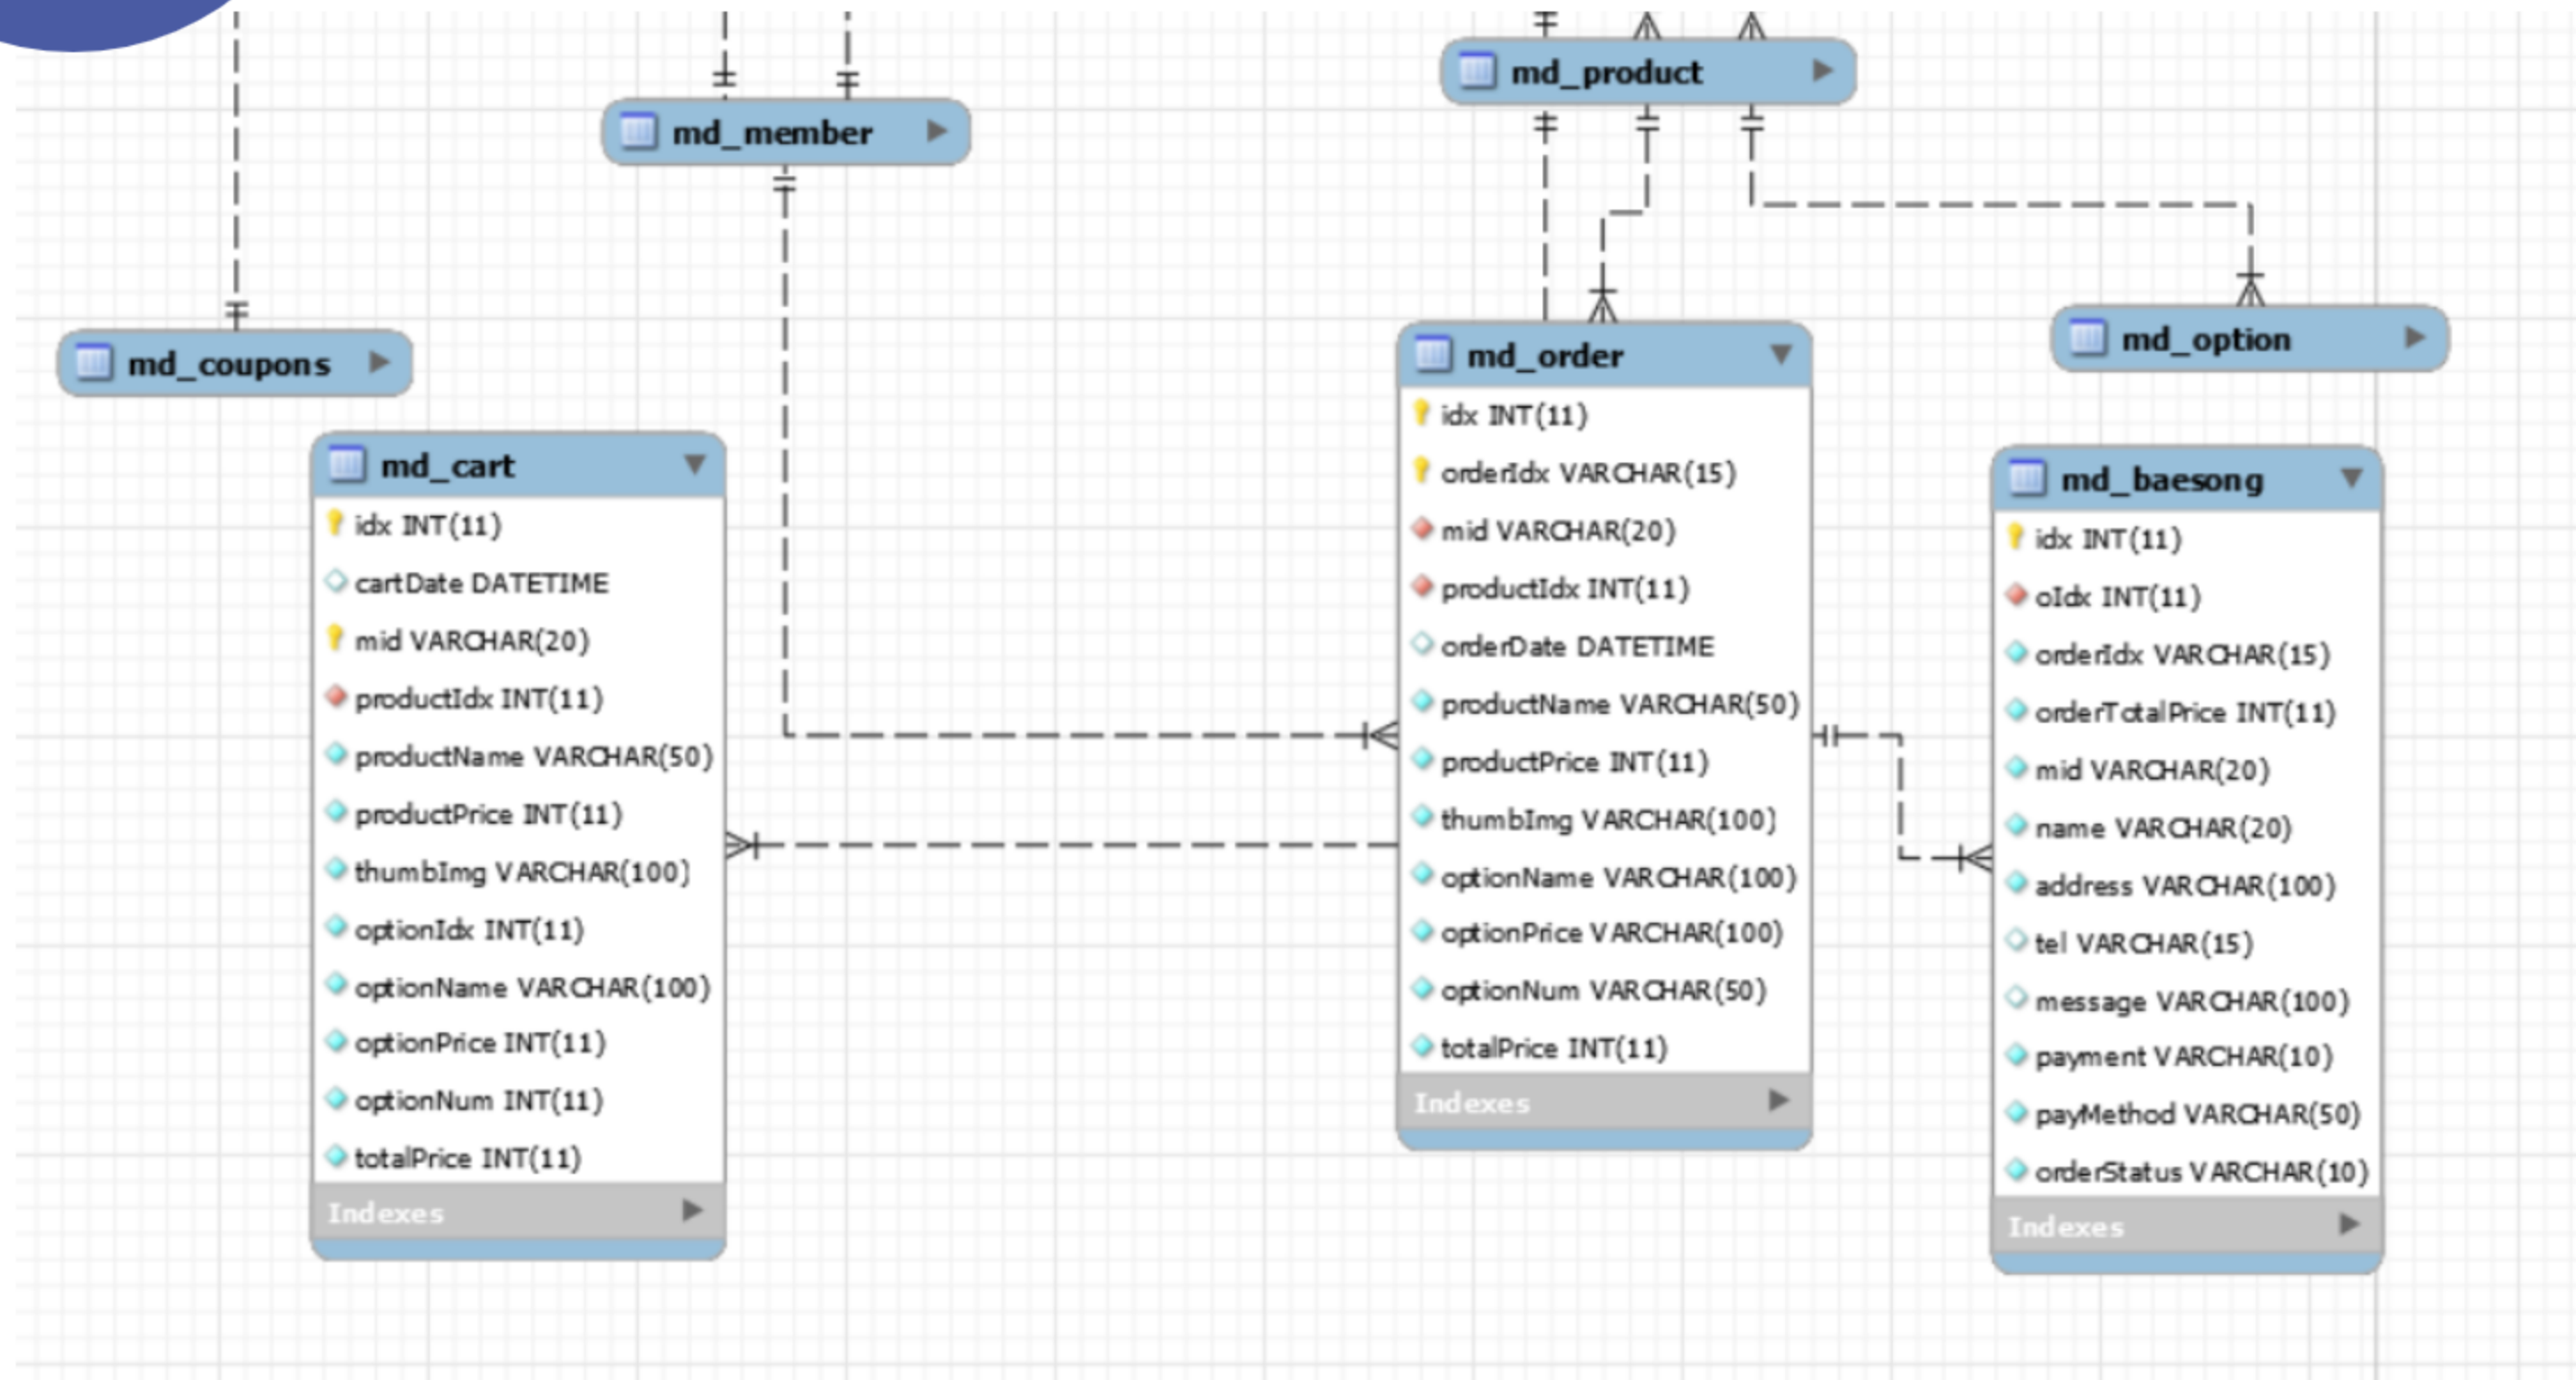 md_product
md_member
md_coupons
md_option
md_cart
idx INT(11)
cartDate DATETIME
mid VARCHAR(20)
productIdx INT(11)
productName VARCHAR(50)
productPrice INT(11)
thumbImg VARCHAR(100)
optionIdx INT(11)
optionName VARCHAR(100)
optionPrice INT(11)
optionNum INT(11)
totalPrice INT(11)
Indexes
md_order
idx INT(11)
orderIdx VARCHAR(15)
mid VARCHAR(20)
productIdx INT(11)
orderDate DATETIME
productName VARCHAR(50)
productPrice INT(11)
thumbImg VARCHAR(100)
optionName VARCHAR(100)
optionPrice VARCHAR(100)
optionNum VARCHAR(50)
totalPrice INT(11)
Indexes
md_baesong
idx INT(11)
oIdx INT(11)
orderIdx VARCHAR(15)
orderTotalPrice INT(11)
mid VARCHAR(20)
name VARCHAR(20)
address VARCHAR(100)
tel VARCHAR(15)
message VARCHAR(100)
payment VARCHAR(10)
payMethod VARCHAR(50)
orderStatus VARCHAR(10)
Indexes